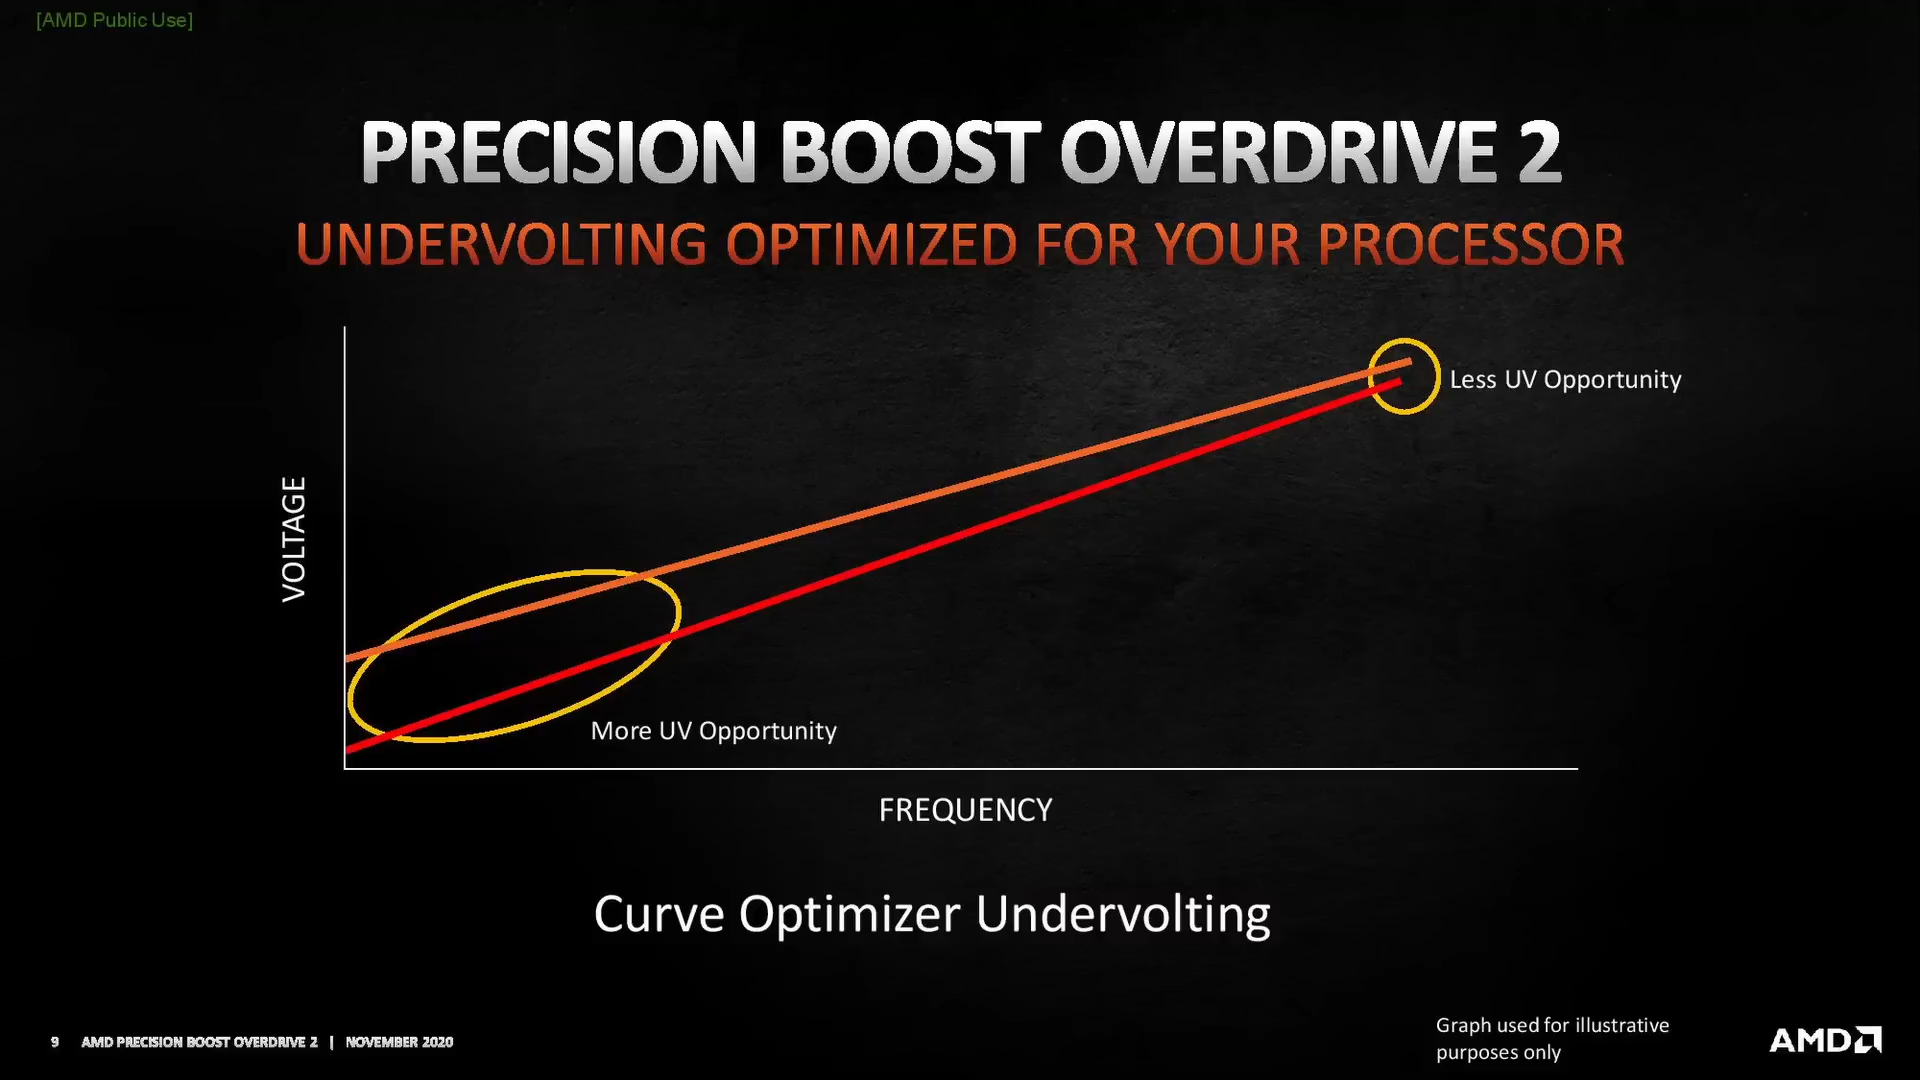 [AMD Public Use]
PRECISION BOOST OVERDRIVE 2
UNDERVOLTING OPTIMIZED FOR YOUR PROCESSOR
Less UV Opportunity
VOLTAGE
More UV Opportunity
FREQUENCY
Curve Optimizer Undervolting
9 AMD PRECISION BOOST OVERDRIVE 2 | NOVEMBER 2020
Graph used for illustrative
purposes only
AMD